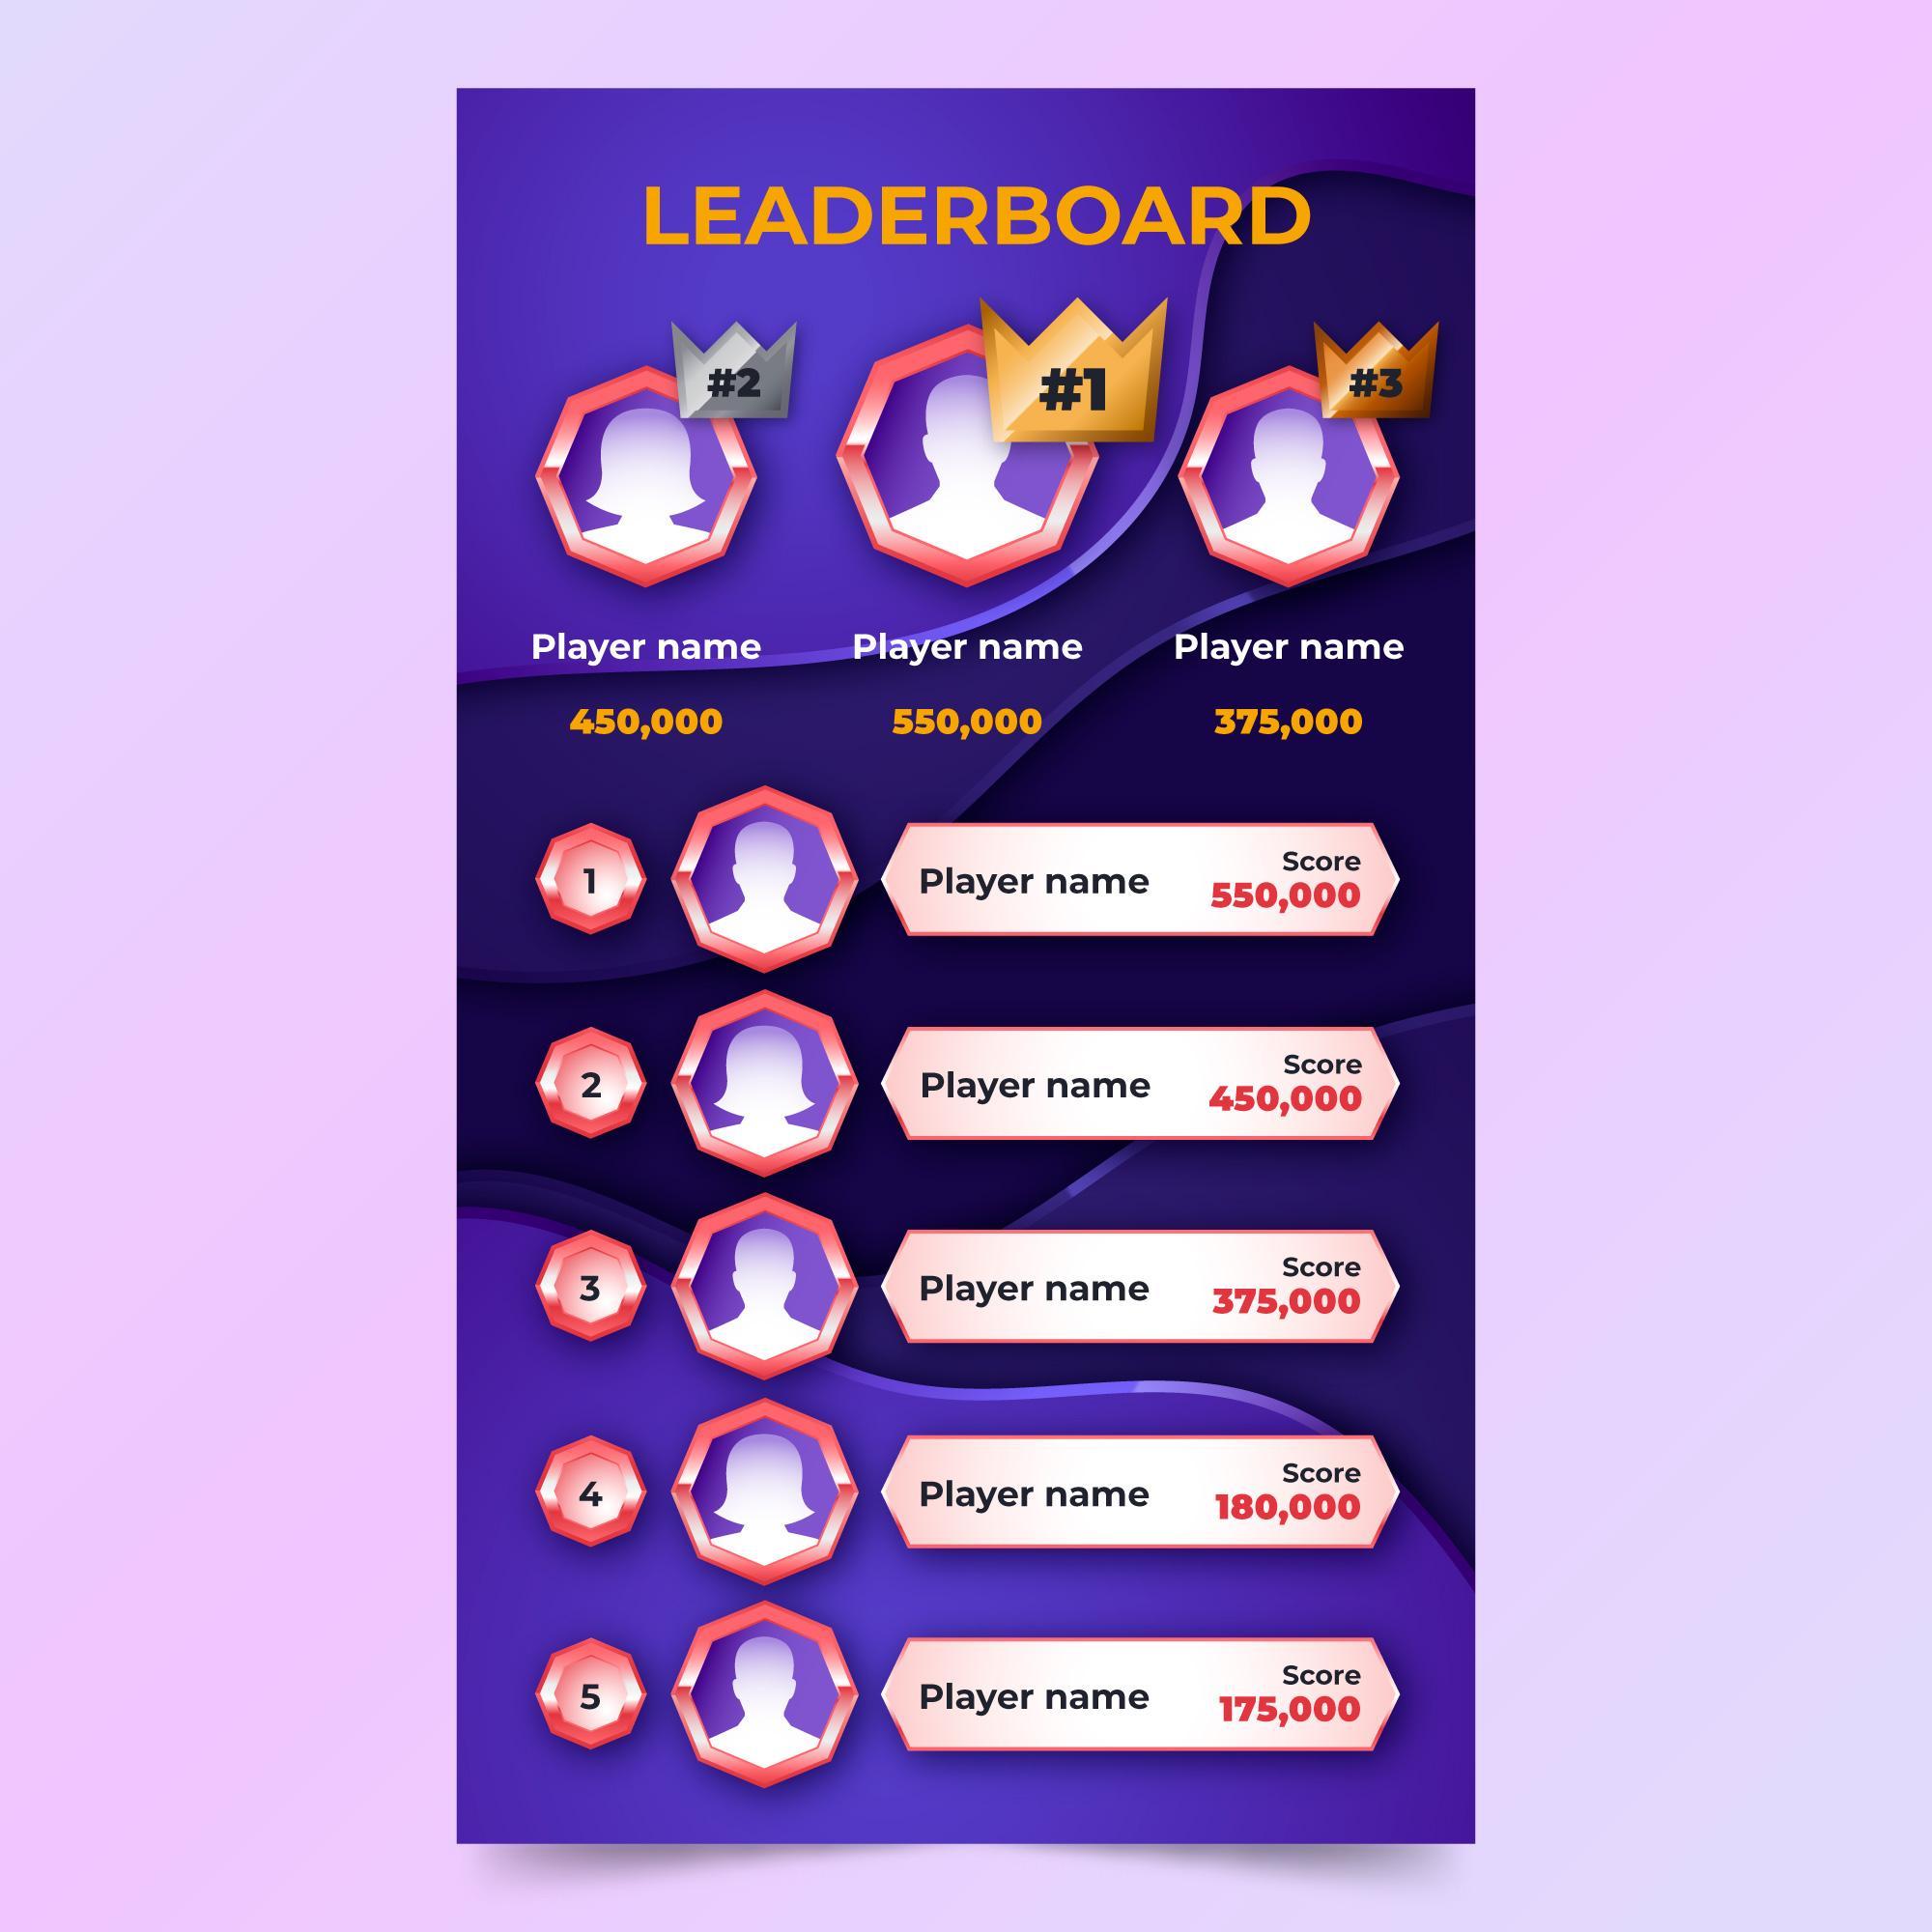 LEADERBOARD
#2
#1
#3
Player name
Player name
Player name
450,000
550,000
375,000
1
Player name
Score
550,000
2
Player name
Score
450,000
3
Player name
Score
375,000
4
Player name
Score
180,000
5
Player name
Score
175,000